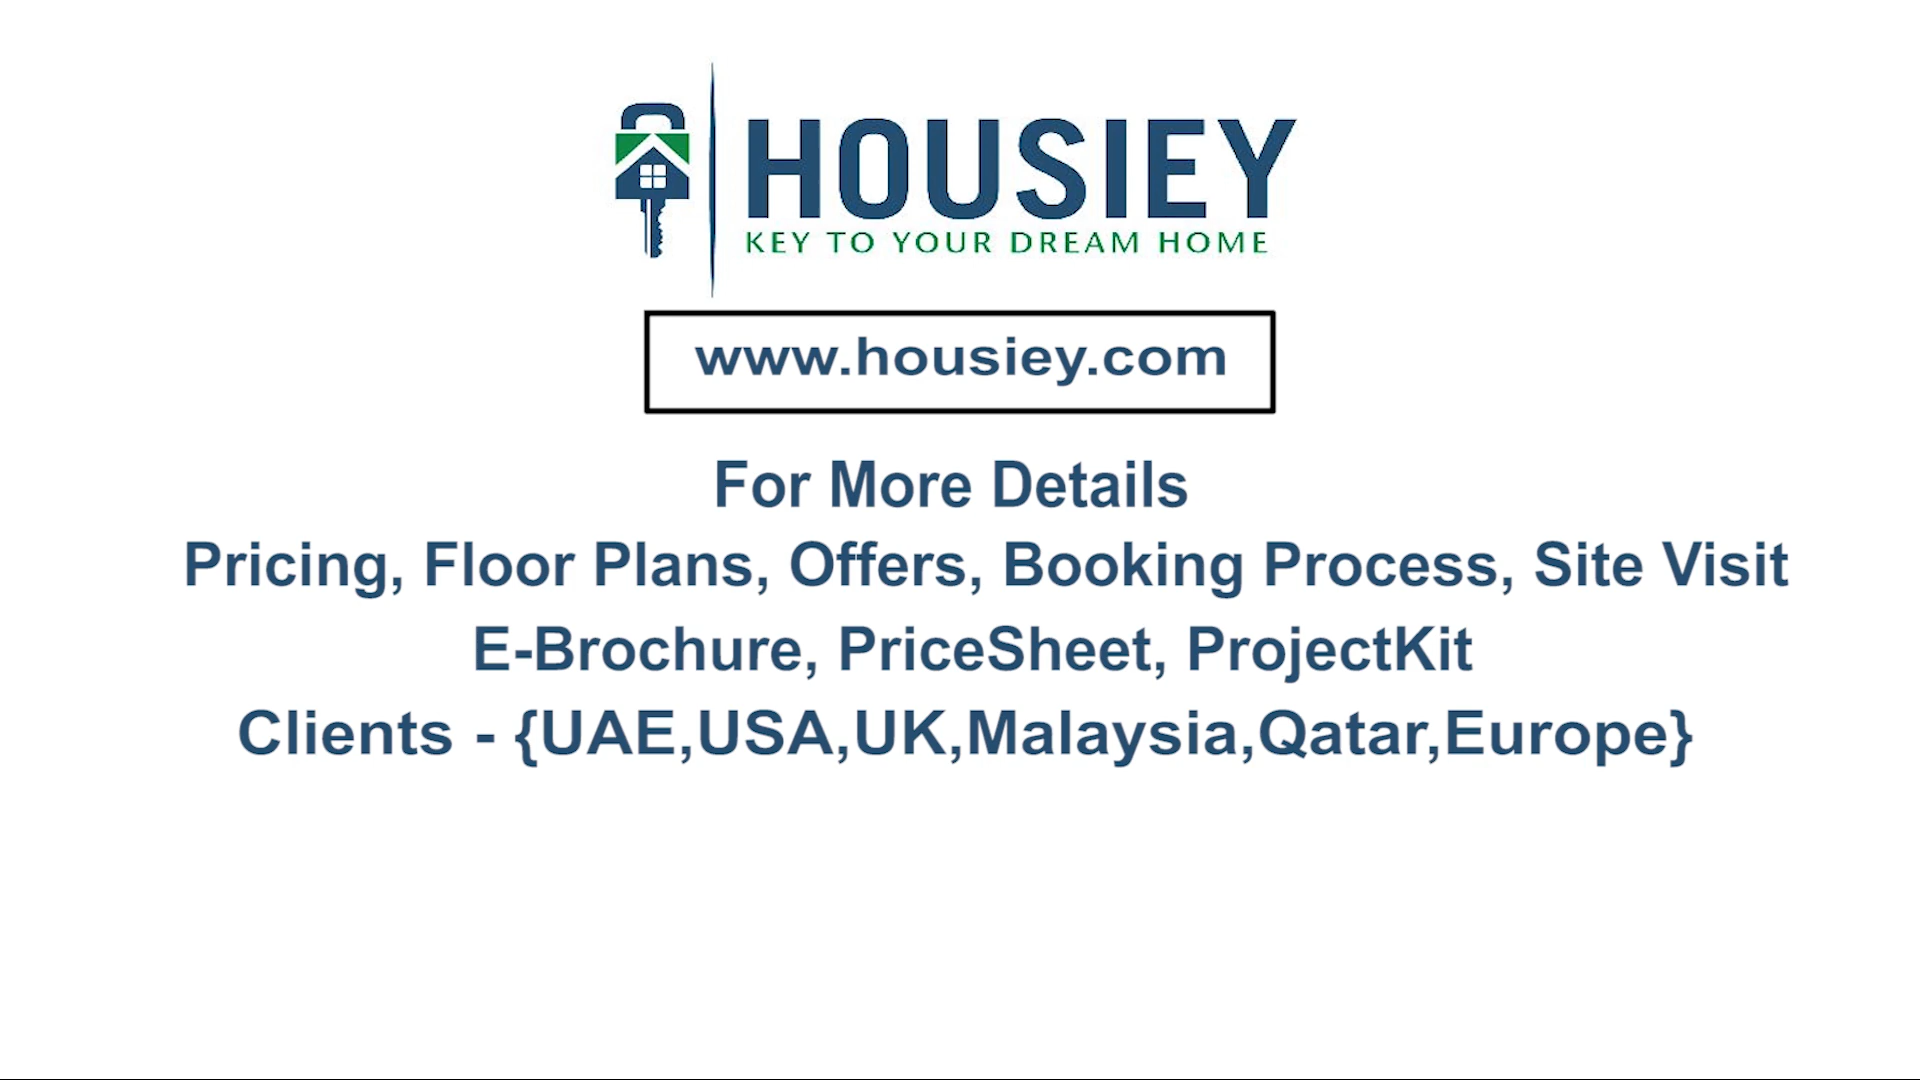 HOUSIEY
KEY TO YOUR DREAM HOME
www.housiey.com
For More Details
Pricing, Floor Plans, Offers, Booking Process, Site Visit
E-Brochure, PriceSheet, ProjectKit
Clients - {UAE,USA,UK,Malaysia,Qatar,Europe}